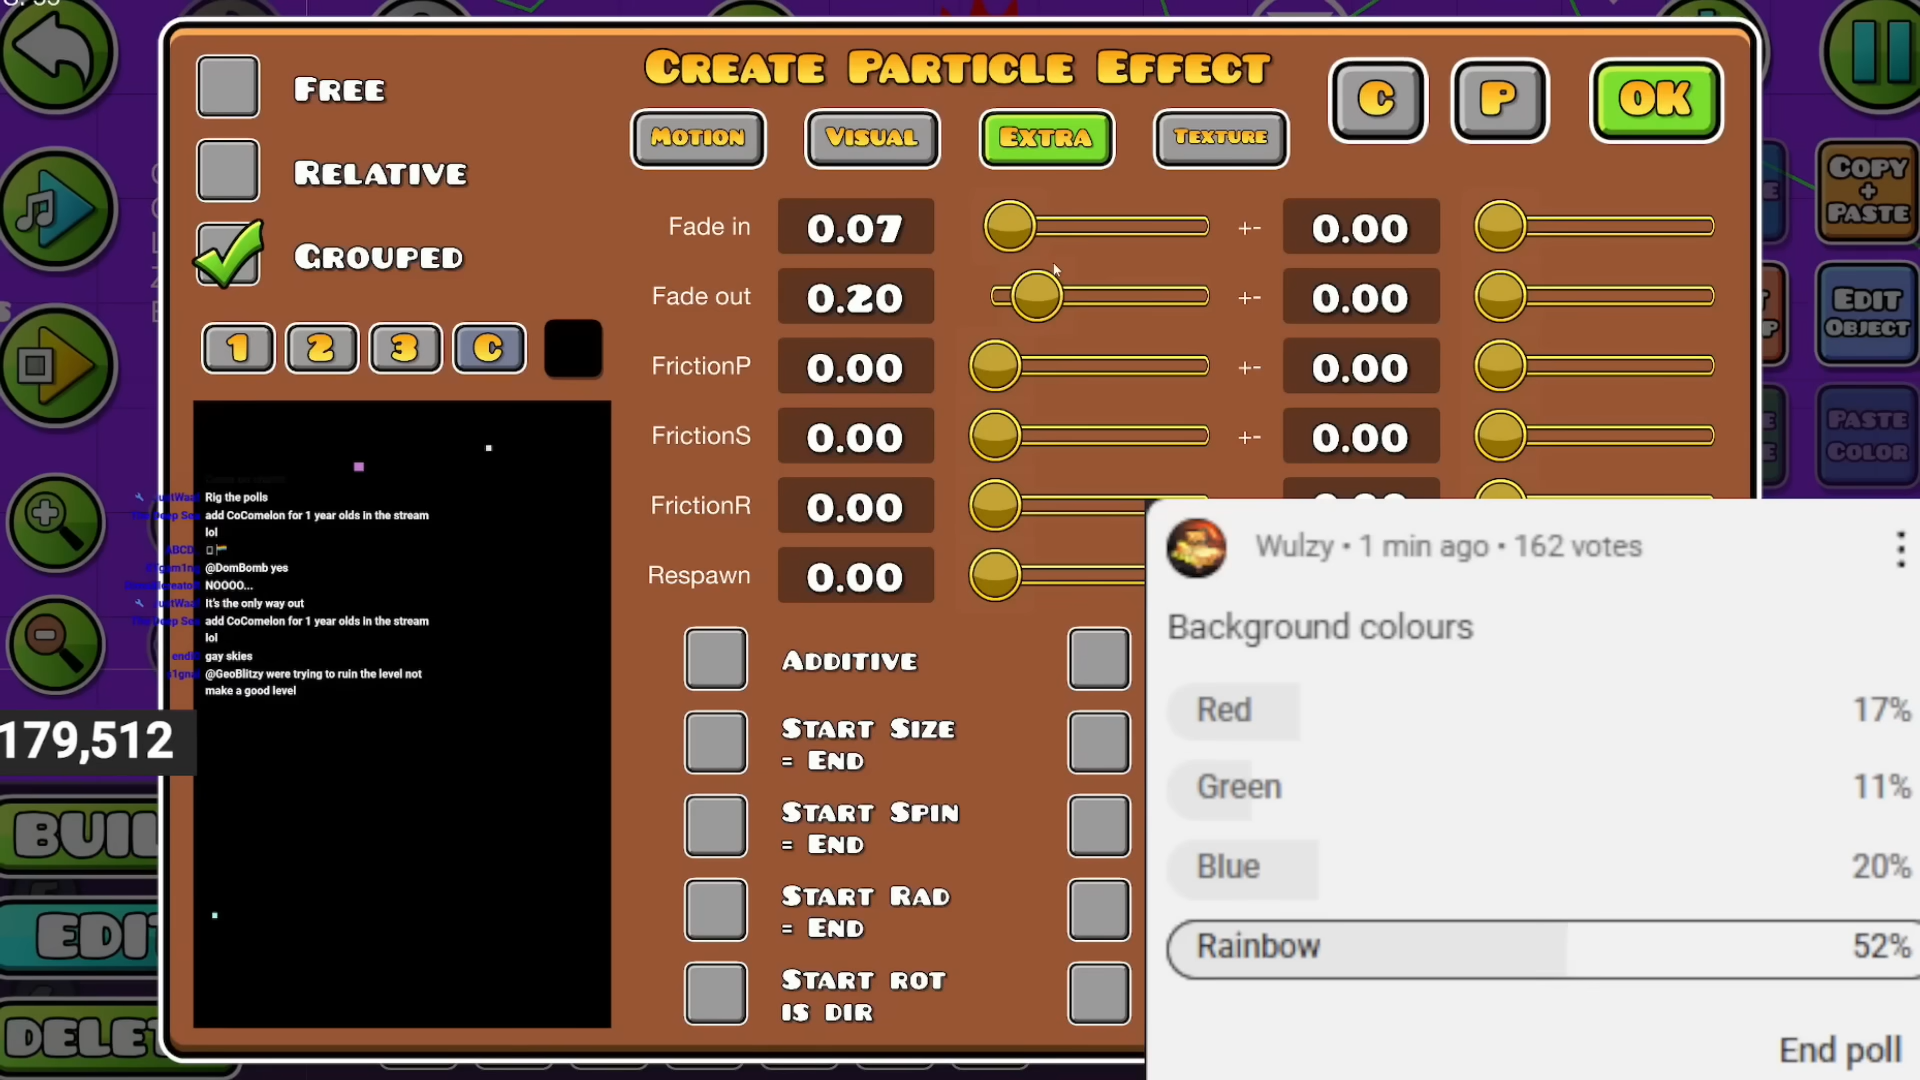 CREATE PARTICLE EFFECT
FREE
RELATIVE
GROUPED
MOTION VISUAL EXTRA TEXTURE
C P OK
1 2 3 C
Fade in 0.07 +- 0.00
Fade out 0.20 +- 0.00
FrictionP 0.00 +- 0.00
FrictionS 0.00 +- 0.00
FrictionR 0.00
Respawn 0.00
ADDITIVE
START SIZE
= END
START SPIN
= END
START RAD
= END
START ROT
IS DIR
COPY
+
PASTE
EDIT
OBJECT
PASTE
COLOR
Rig the polls
add CoComelon for 1 year olds in the stream
lol
ABCD
@DomBomb yes
NOOOO...
It's the only way out
add CoComelon for 1 year olds in the stream
lol
gay skies
@GeoBlitzy were trying to ruin the level not
make a good level
179,512
BUIL
EDI
DELET
Wulzy • 1 min ago • 162 votes
Background colours
Red 17%
Green 11%
Blue 20%
Rainbow 52%
End poll